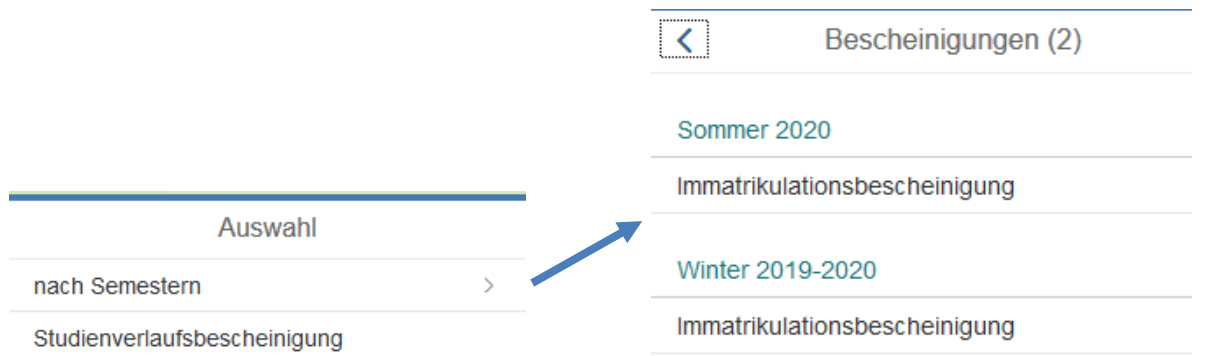 Auswahl
nach Semestern
Studienverlaufsbescheinigung
Bescheinigungen (2)
Sommer 2020
Immatrikulationsbescheinigung
Winter 2019-2020
Immatrikulationsbescheinigung